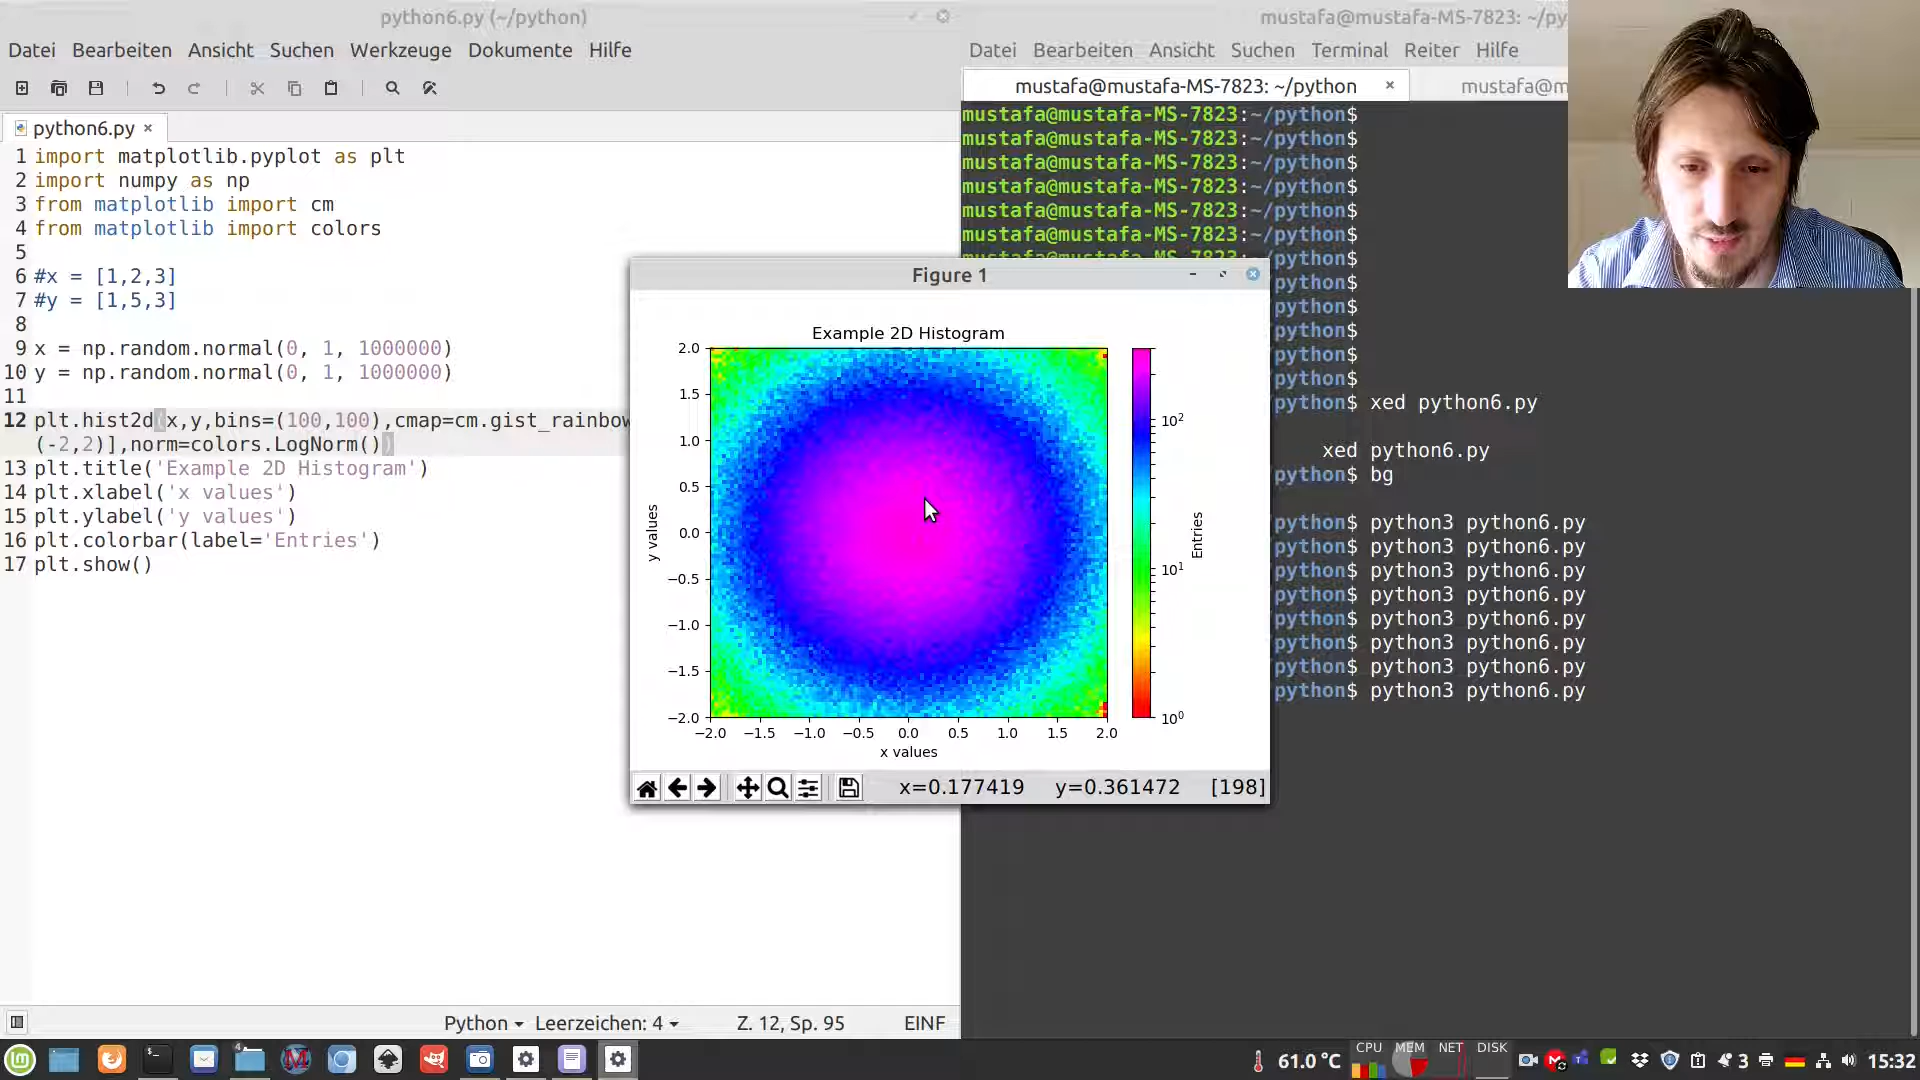 python6.py (~/python)
Datei Bearbeiten Ansicht Suchen Werkzeuge Dokumente Hilfe
python6.py ×
1 import matplotlib.pyplot as plt
2 import numpy as np
3 from matplotlib import cm
4 from matplotlib import colors
5
6 #x = [1,2,3]
7 #y = [1,5,3]
8
9 x = np.random.normal(0, 1, 1000000)
10 y = np.random.normal(0, 1, 1000000)
11
12 plt.hist2d(x,y,bins=(100,100),cmap=cm.gist_rainbow
(-2,2)],norm=colors.LogNorm())
13 plt.title('Example 2D Histogram')
14 plt.xlabel('x values')
15 plt.ylabel('y values')
16 plt.colorbar(label='Entries')
17 plt.show()
Python Leerzeichen: 4 Z. 12, Sp. 95 EINF
mustafa@mustafa-MS-7823: ~/py
Datei Bearbeiten Ansicht Suchen Terminal Reiter Hilfe
mustafa@mustafa-MS-7823: ~/python × mustafa@m
mustafa@mustafa-MS-7823:~/python$
mustafa@mustafa-MS-7823:~/python$
mustafa@mustafa-MS-7823:~/python$
mustafa@mustafa-MS-7823:~/python$
mustafa@mustafa-MS-7823:~/python$
mustafa@mustafa-MS-7823:~/python$
mustafa@mustafa-MS-7823:~/python$
python$
python$
python$
python$
python$
python$ xed python6.py
xed python6.py
python$ bg
python$ python3 python6.py
python$ python3 python6.py
python$ python3 python6.py
python$ python3 python6.py
python$ python3 python6.py
python$ python3 python6.py
python$ python3 python6.py
python$ python3 python6.py
Figure 1
Example 2D Histogram
2.0
1.5
1.0
0.5
0.0
−0.5
−1.0
−1.5
−2.0
y values
−2.0 −1.5 −1.0 −0.5 0.0 0.5 1.0 1.5 2.0
x values
10²
10¹
10⁰
Entries
x=0.177419 y=0.361472 [198]
4
61.0 °C CPU MEM NET DISK 3 15:32